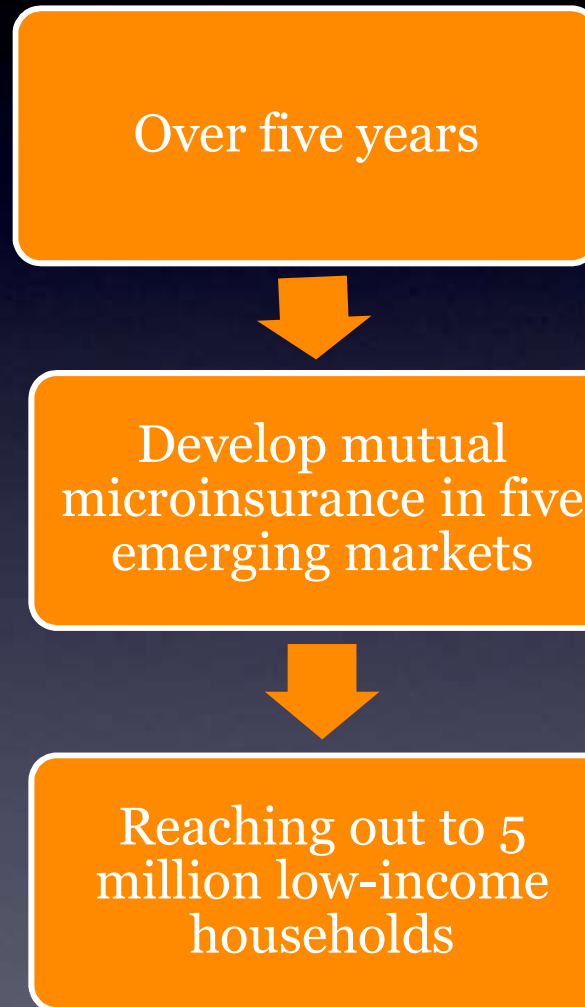 Over five years
Develop mutual
microinsurance in five
emerging markets
Reaching out to 5
million low-income
households